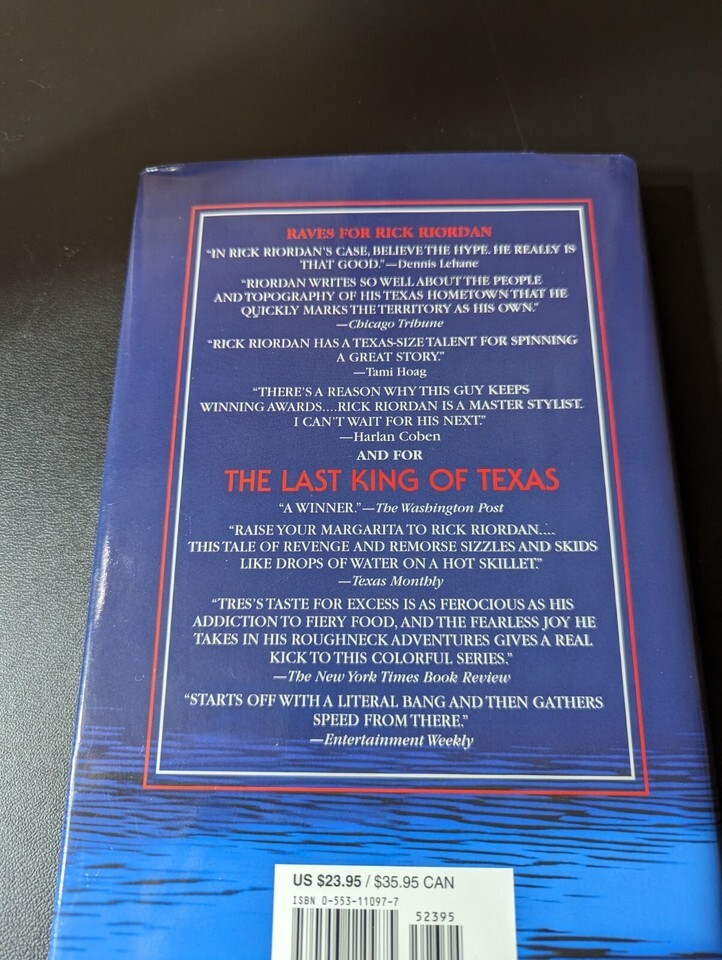 RAVES FOR RICK RIORDAN
“IN RICK RIORDAN’S CASE, BELIEVE THE HYPE. HE REALLY IS
THAT GOOD.”—Dennis Lehane
“RIORDAN WRITES SO WELL ABOUT THE PEOPLE
AND TOPOGRAPHY OF HIS TEXAS HOMETOWN THAT HE
QUICKLY MARKS THE TERRITORY AS HIS OWN.”
—Chicago Tribune
“RICK RIORDAN HAS A TEXAS-SIZE TALENT FOR SPINNING
A GREAT STORY.”
—Tami Hoag
“THERE’S A REASON WHY THIS GUY KEEPS
WINNING AWARDS....RICK RIORDAN IS A MASTER STYLIST.
I CAN’T WAIT FOR HIS NEXT.”
—Harlan Coben
AND FOR
THE LAST KING OF TEXAS
“A WINNER.”—The Washington Post
“RAISE YOUR MARGARITA TO RICK RIORDAN....
THIS TALE OF REVENGE AND REMORSE SIZZLES AND SKIDS
LIKE DROPS OF WATER ON A HOT SKILLET.”
—Texas Monthly
“TRES’S TASTE FOR EXCESS IS AS FEROCIOUS AS HIS
ADDICTION TO FIERY FOOD, AND THE FEARLESS JOY HE
TAKES IN HIS ROUGHNECK ADVENTURES GIVES A REAL
KICK TO THIS COLORFUL SERIES.”
—The New York Times Book Review
“STARTS OFF WITH A LITERAL BANG AND THEN GATHERS
SPEED FROM THERE.”
—Entertainment Weekly
US $23.95 / $35.95 CAN
ISBN 0-553-11097-7
52395